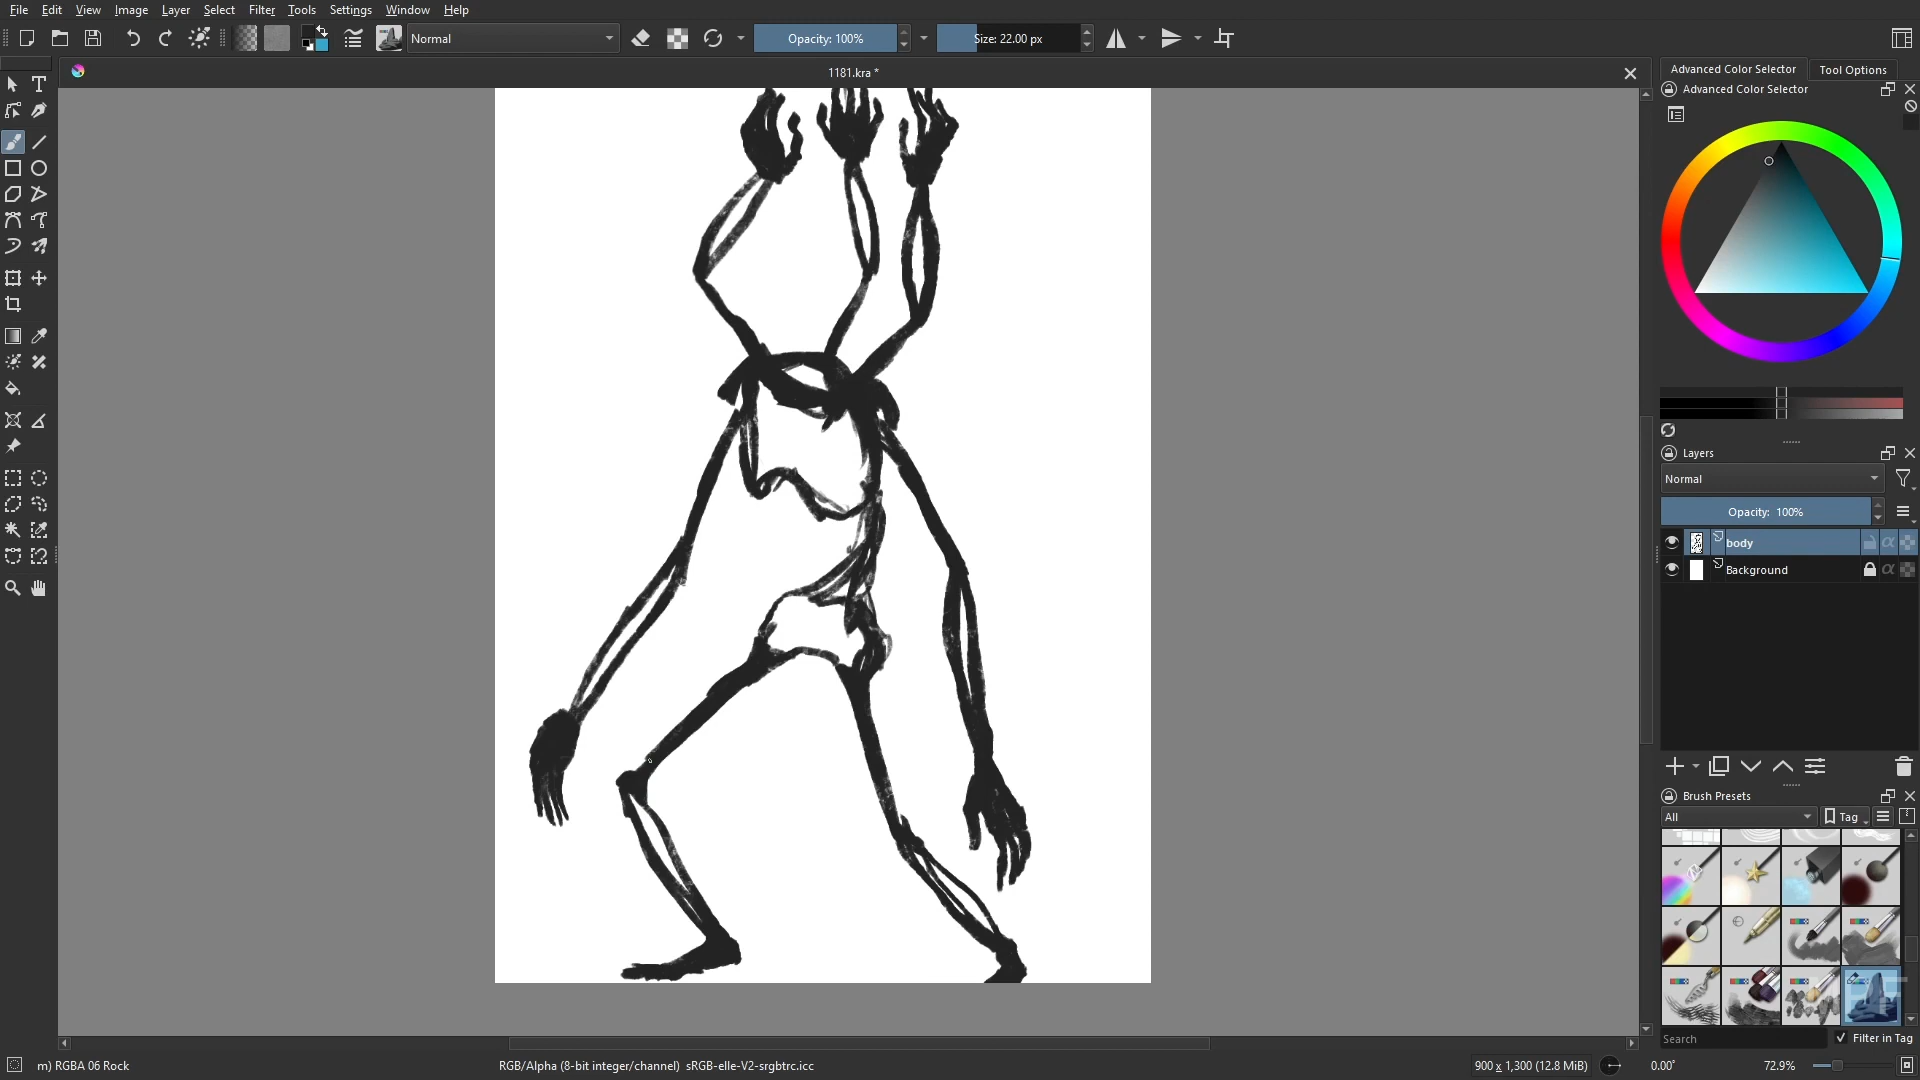 File Edit View Image Layer Select Filter Tools Settings Window Help
Normal
Opacity: 100%
Size: 22.00 px
1181.kra *
Advanced Color Selector
Tool Options
Advanced Color Selector
Layers
Normal
Opacity: 100%
body
Background
Brush Presets
All
Tag
Search
Filter in Tag
m) RGBA 06 Rock
RGB/Alpha (8-bit integer/channel) sRGB-elle-V2-srgbtrc.icc
900 x 1,300 (12.8 MiB)
0.00°
72.9%